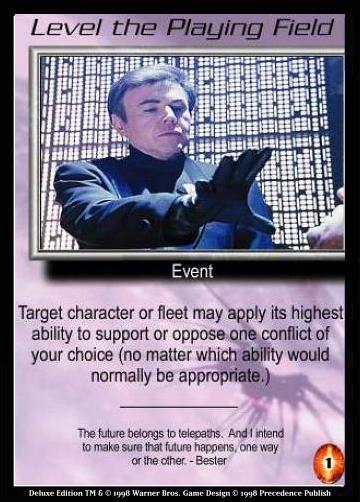 Level the Playing Field
Event
Target character or fleet may apply its highest
ability to support or oppose one conflict of
your choice (no matter which ability would
normally be appropriate.)
The future belongs to telepaths. And I intend
to make sure that future happens, one way
or the other. - Bester
1
Deluxe Edition TM & © 1998 Warner Bros. Game Design © 1998 Precedence Publish